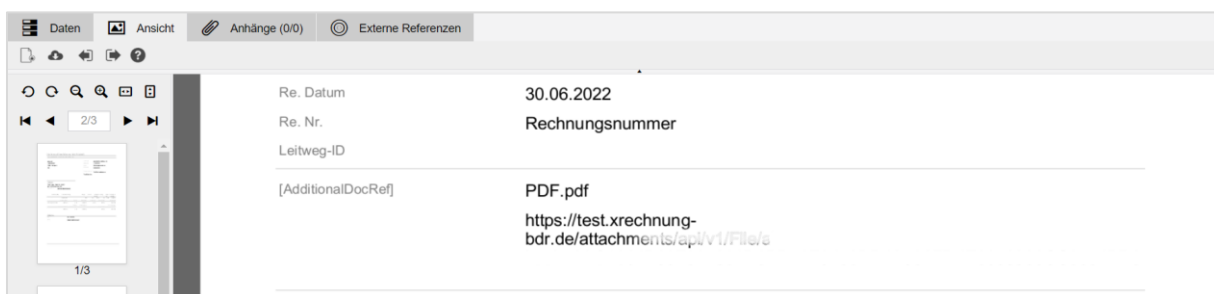 Daten
Ansicht
Anhänge (0/0)
Externe Referenzen
2/3
1/3
Re. Datum
30.06.2022
Re. Nr.
Rechnungsnummer
Leitweg-ID
[AdditionalDocRef]
PDF.pdf
https://test.xrechnung-
bdr.de/attachments/api/v1/File/a